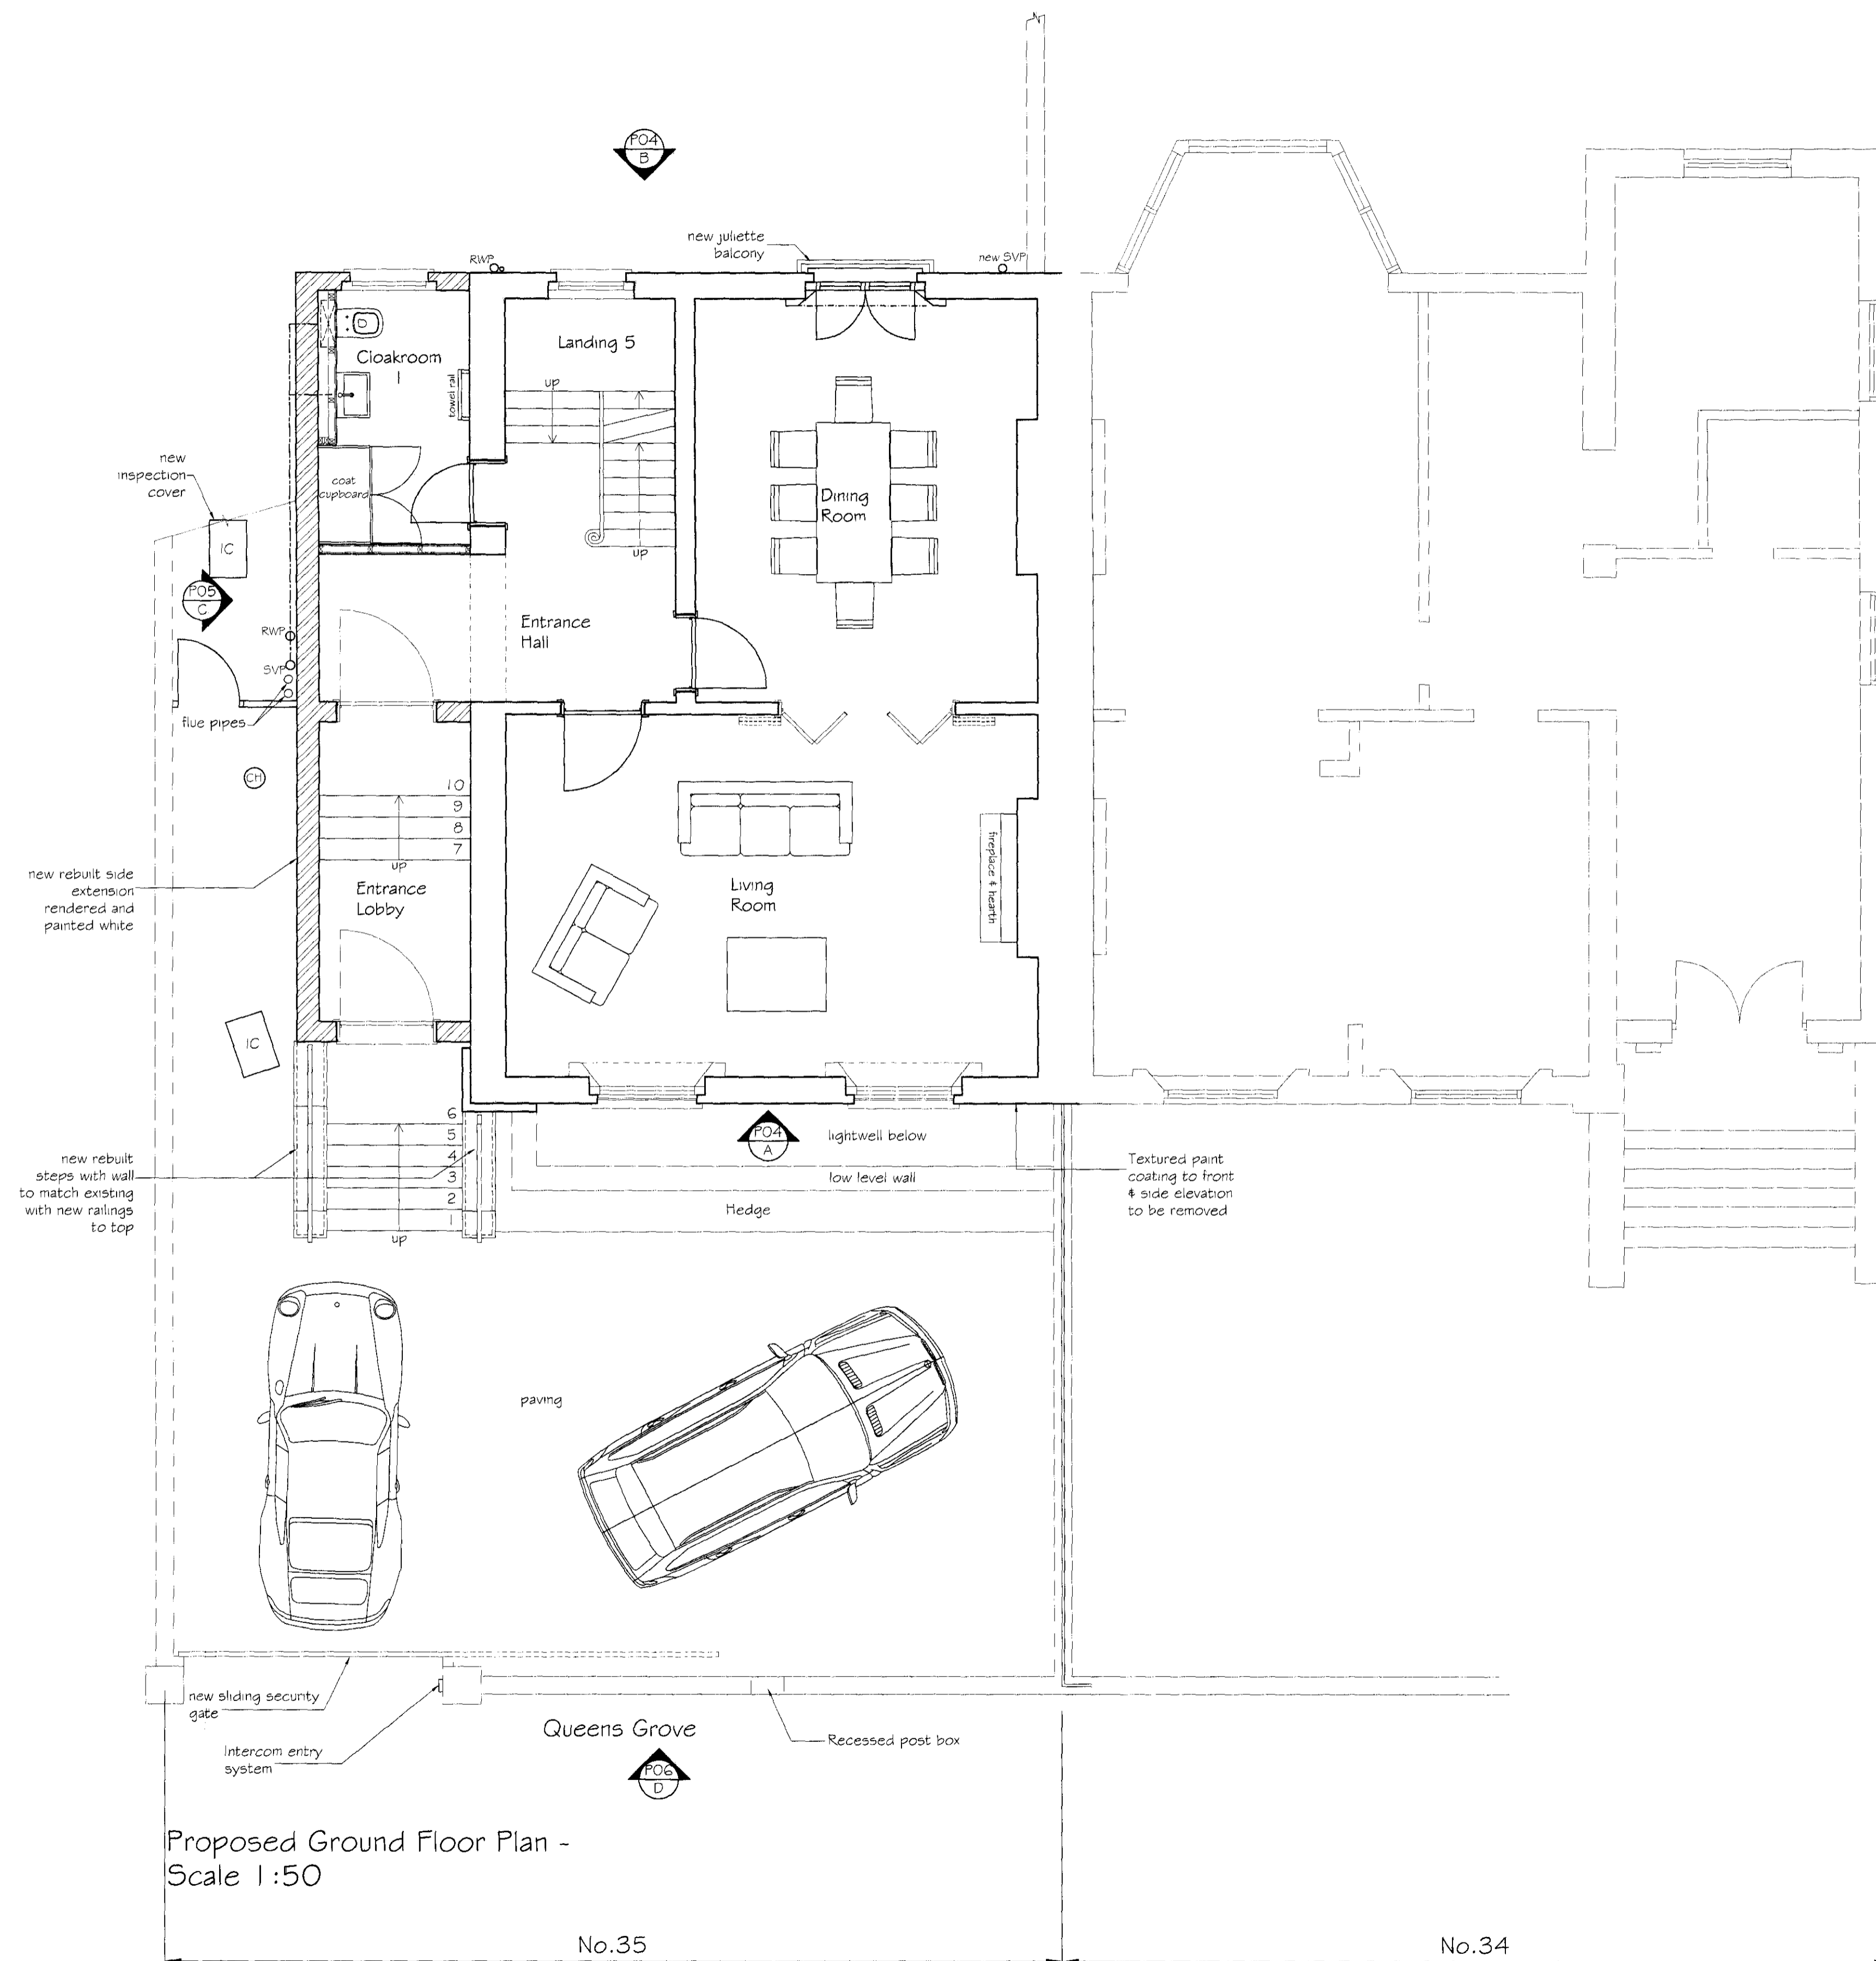 P04
B
new juliette
balcony
RWP
new SVP
Landing 5
Cloakroom
1
towel rail
up
coat
cupboard
up
new
inspection
cover
IC
P05
C
RWP
SVP
flue pipes
Dining
Room
Entrance
Hall
CH
10
9
8
7
up
Entrance
Lobby
new rebuilt side
extension
rendered and
painted white
Living
Room
fireplace & hearth
IC
6
5
4
3
2
1
up
new rebuilt
steps with wall
to match existing
with new railings
to top
P04
A
lightwell below
low level wall
Hedge
Textured paint
coating to front
& side elevation
to be removed
paving
new sliding security
gate
Intercom entry
system
Queens Grove
Recessed post box
P06
D
Proposed Ground Floor Plan -
Scale 1:50
No.35
No.34